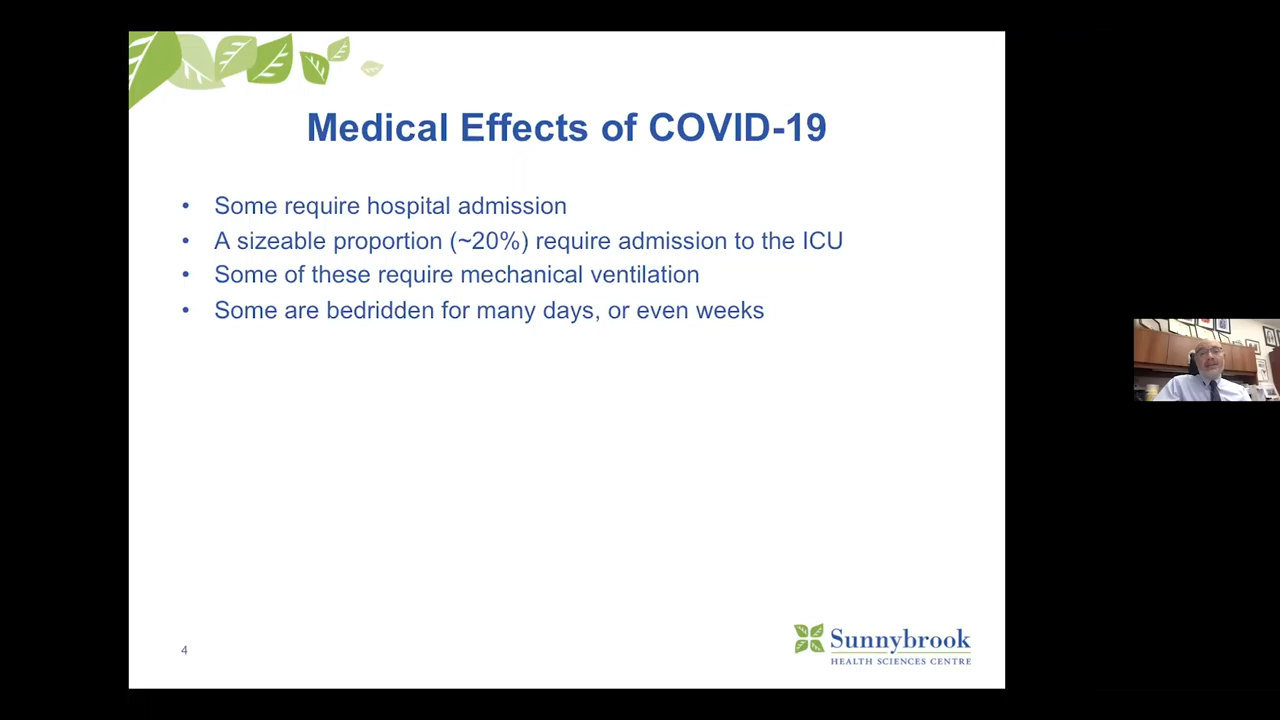 Medical Effects of COVID-19
• Some require hospital admission
• A sizeable proportion (~20%) require admission to the ICU
• Some of these require mechanical ventilation
• Some are bedridden for many days, or even weeks
4
Sunnybrook
HEALTH SCIENCES CENTRE